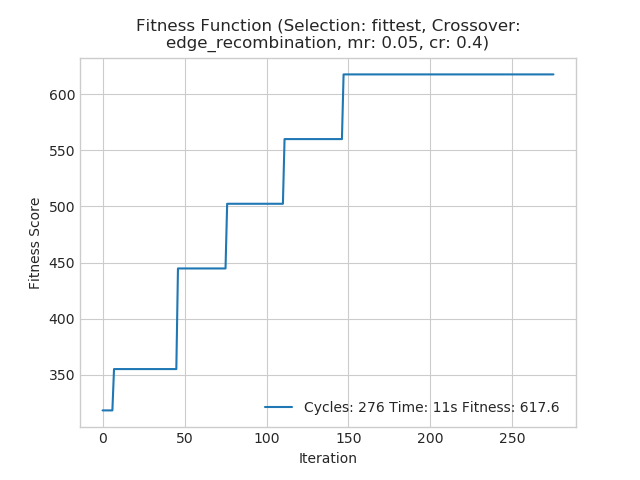 Fitness Function (Selection: fittest, Crossover:
edge_recombination, mr: 0.05, cr: 0.4)
Fitness Score
600
550
500
450
400
350
Cycles: 276 Time: 11s Fitness: 617.6
0
50
100
150
200
250
Iteration